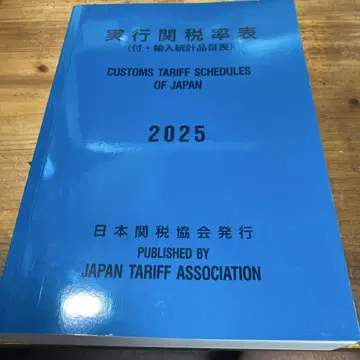 実行関税率表
(付・輸入統計品目表)
CUSTOMS TARIFF SCHEDULES
OF JAPAN
2025
日本関税協会発行
PUBLISHED BY
JAPAN TARIFF ASSOCIATION